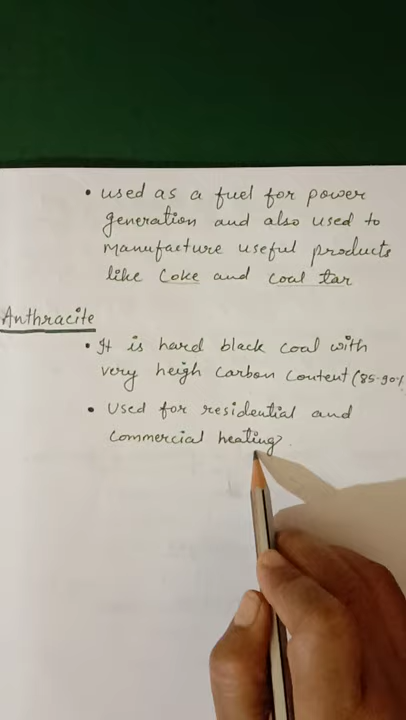 • used as a fuel for power
generation and also used to
manufacture useful products
like Coke and coal tar
Anthracite
• It is hard black coal with
very heigh Carbon Content (85-90%
• Used for residential and
commercial heating.